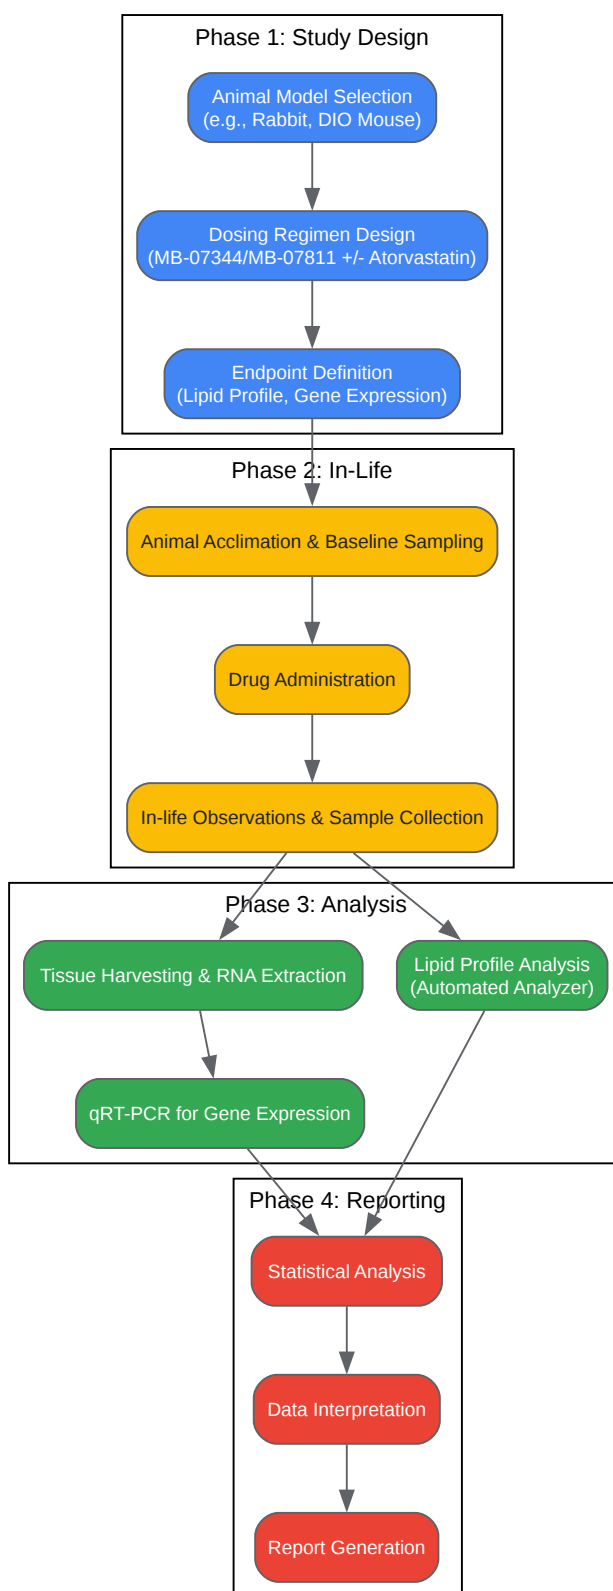 Phase 1: Study Design
Animal Model Selection
(e.g., Rabbit, DIO Mouse)
Dosing Regimen Design
(MB-07344/MB-07811 +/- Atorvastatin)
Endpoint Definition
(Lipid Profile, Gene Expression)
Phase 2: In-Life
Animal Acclimation & Baseline Sampling
Drug Administration
In-life Observations & Sample Collection
Phase 3: Analysis
Tissue Harvesting & RNA Extraction
Lipid Profile Analysis
(Automated Analyzer)
qRT-PCR for Gene Expression
Phase 4: Reporting
Statistical Analysis
Data Interpretation
Report Generation